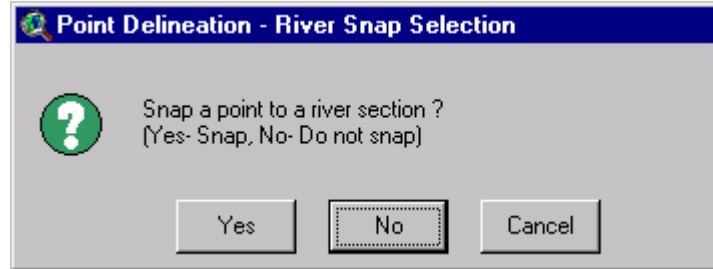 Point Delineation - River Snap Selection
Snap a point to a river section ?
(Yes- Snap, No- Do not snap)
Yes No Cancel